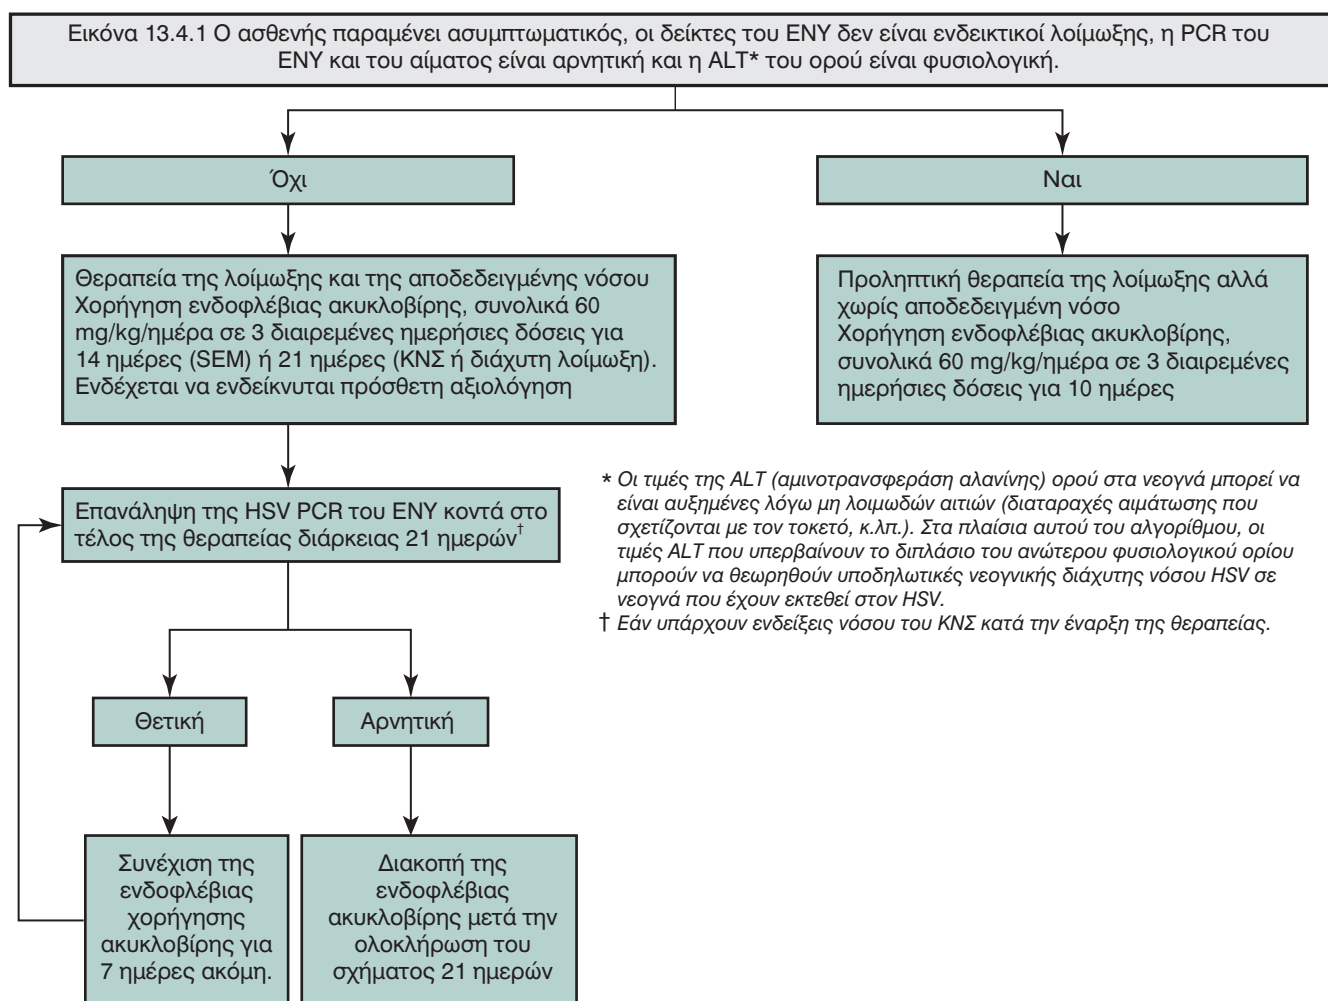 Εικόνα 13.4.1 Ο ασθενής παραμένει ασυμπτωματικός, οι δείκτες του ΕΝΥ δεν είναι ενδεικτικοί λοίμωξης, η PCR του
ΕΝΥ και του αίματος είναι αρνητική και η ALT* του ορού είναι φυσιολογική.
Όχι
Ναι
Θεραπεία της λοίμωξης και της αποδεδειγμένης νόσου
Χορήγηση ενδοφλέβιας ακυκλοβίρης, συνολικά 60
mg/kg/ημέρα σε 3 διαιρεμένες ημερήσιες δόσεις για
14 ημέρες (SEM) ή 21 ημέρες (ΚΝΣ ή διάχυτη λοίμωξη).
Ενδέχεται να ενδείκνυται πρόσθετη αξιολόγηση
Προληπτική θεραπεία της λοίμωξης αλλά
χωρίς αποδεδειγμένη νόσο
Χορήγηση ενδοφλέβιας ακυκλοβίρης,
συνολικά 60 mg/kg/ημέρα σε 3 διαιρεμένες
ημερήσιες δόσεις για 10 ημέρες
Επανάληψη της HSV PCR του ΕΝΥ κοντά στο
τέλος της θεραπείας διάρκειας 21 ημερών†
* Οι τιμές της ALT (αμινοτρανσφεράση αλανίνης) ορού στα νεογνά μπορεί να
είναι αυξημένες λόγω μη λοιμωδών αιτιών (διαταραχές αιμάτωσης που
σχετίζονται με τον τοκετό, κ.λπ.). Στα πλαίσια αυτού του αλγορίθμου, οι
τιμές ALT που υπερβαίνουν το διπλάσιο του ανώτερου φυσιολογικού ορίου
μπορούν να θεωρηθούν υποδηλωτικές νεογνικής διάχυτης νόσου HSV σε
νεογνά που έχουν εκτεθεί στον HSV.
† Εάν υπάρχουν ενδείξεις νόσου του ΚΝΣ κατά την έναρξη της θεραπείας.
Θετική
Αρνητική
Συνέχιση της
ενδοφλέβιας
χορήγησης
ακυκλοβίρης για
7 ημέρες ακόμη.
Διακοπή της
ενδοφλέβιας
ακυκλοβίρης μετά την
ολοκλήρωση του
σχήματος 21 ημερών